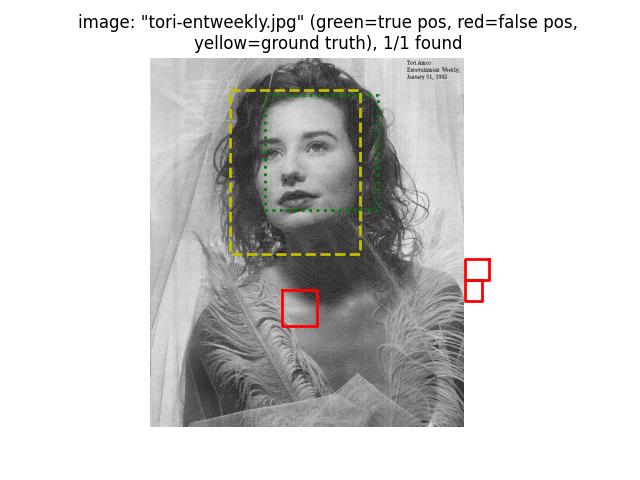 image: "tori-entweekly.jpg" (green=true pos, red=false pos,
yellow=ground truth), 1/1 found
Tori Amos
Entertainment Weekly,
January 31, 1992